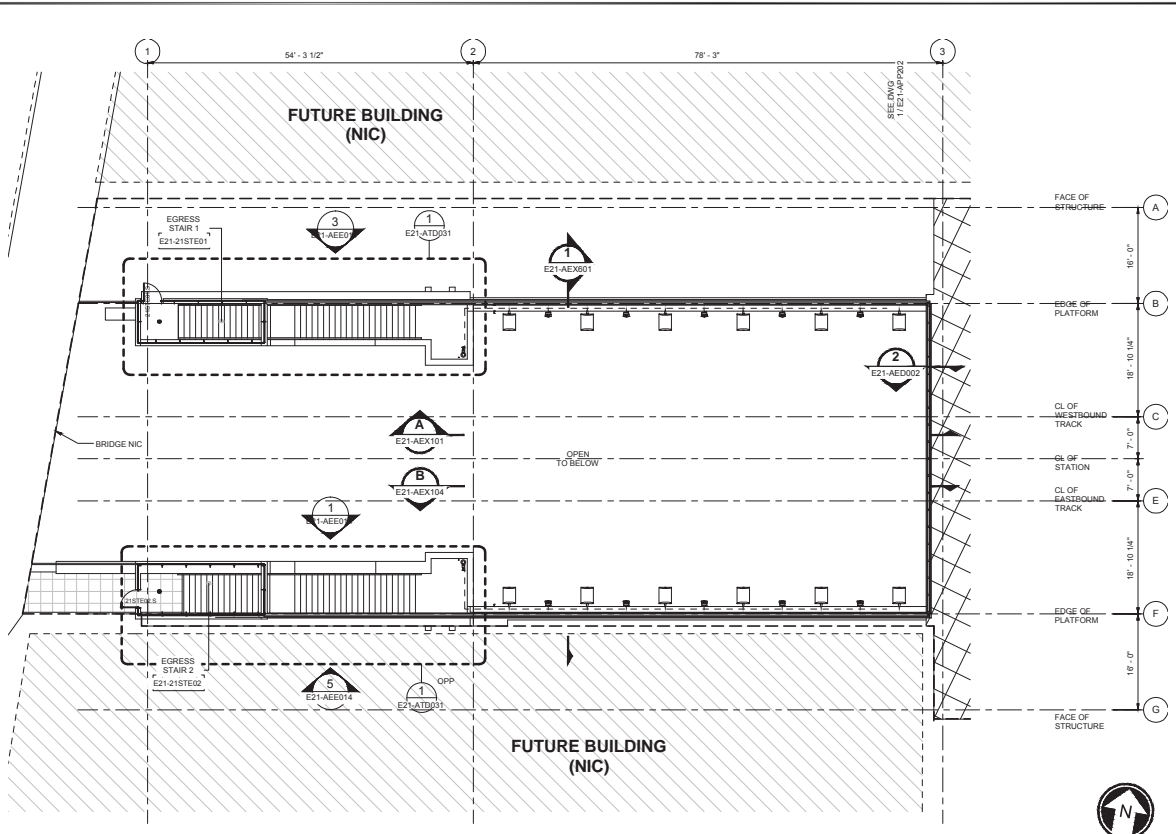 1
54' - 3 1/2"
2
78' - 3"
3
SEE DWG
1 / E21-APP202
FUTURE BUILDING
(NIC)
FACE OF
STRUCTURE
A
16' - 0"
EGRESS
STAIR 1
E21-21STE01
3
1
E21-ATD031
1
E21-AEX601
EDGE OF
PLATFORM
B
18' - 10 1/4"
2
E21-AED002
CL OF
WESTBOUND
TRACK
C
A
E21-AEX101
BRIDGE NIC
7' - 0"
OPEN
TO BELOW
CL OF
STATION
B
E21-AEX104
7' - 0"
CL OF
EASTBOUND
TRACK
E
1
18' - 10 1/4"
21STE02.S
EDGE OF
PLATFORM
F
EGRESS
STAIR 2
E21-21STE02
5
E21-AEE014
OPP
1
E21-ATD031
16' - 0"
FACE OF
STRUCTURE
G
FUTURE BUILDING
(NIC)
N